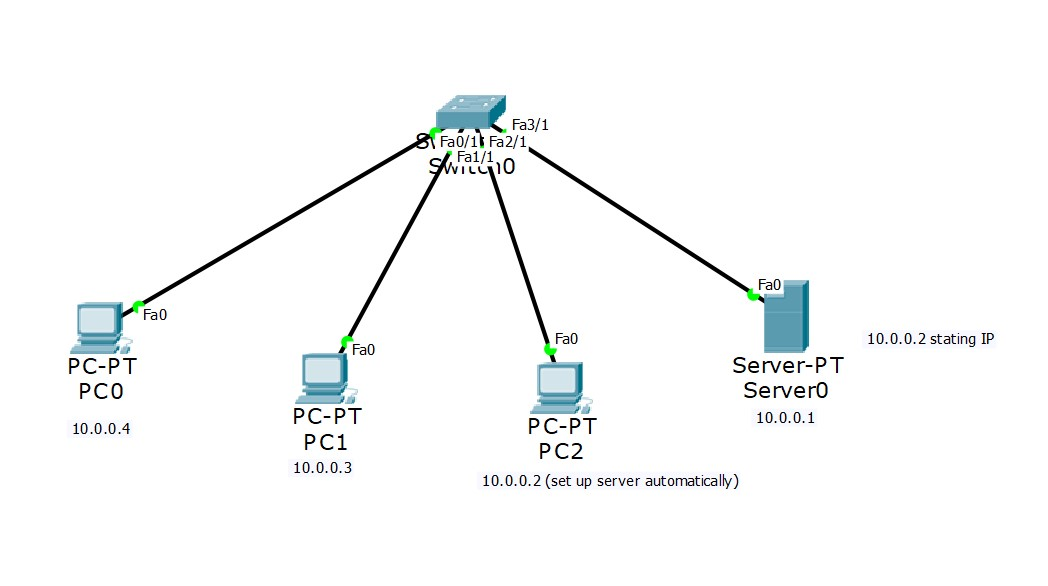 Fa3/1
Fa0/1
Fa2/1
Fa1/1
Switch0
Fa0
Fa0
Fa0
Fa0
PC-PT
PC0
10.0.0.4
PC-PT
PC1
10.0.0.3
PC-PT
PC2
10.0.0.2 (set up server automatically)
Server-PT
Server0
10.0.0.1
10.0.0.2 stating IP